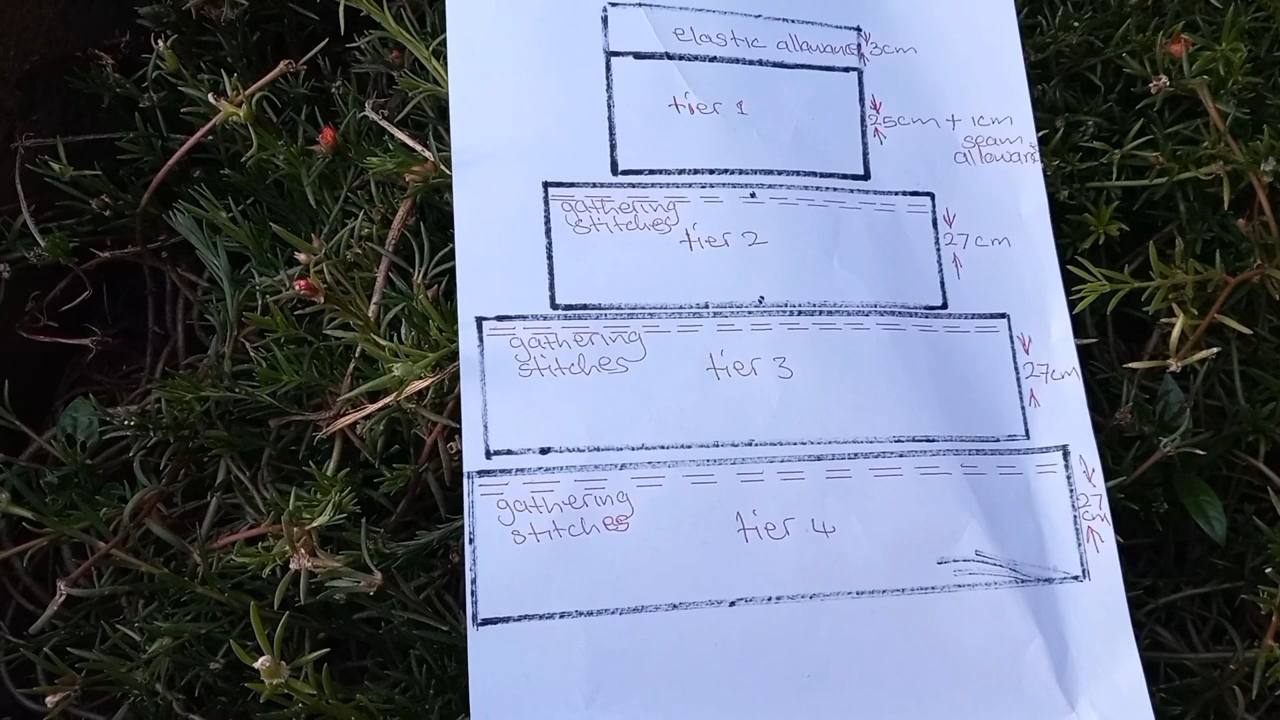 elastic allowance 3cm
tier 1
25cm + 1cm
seam
gathering
stitches
tier 2
27cm
gathering
stitches
tier 3
27cm
gathering
stitches
tier 4
27
cm